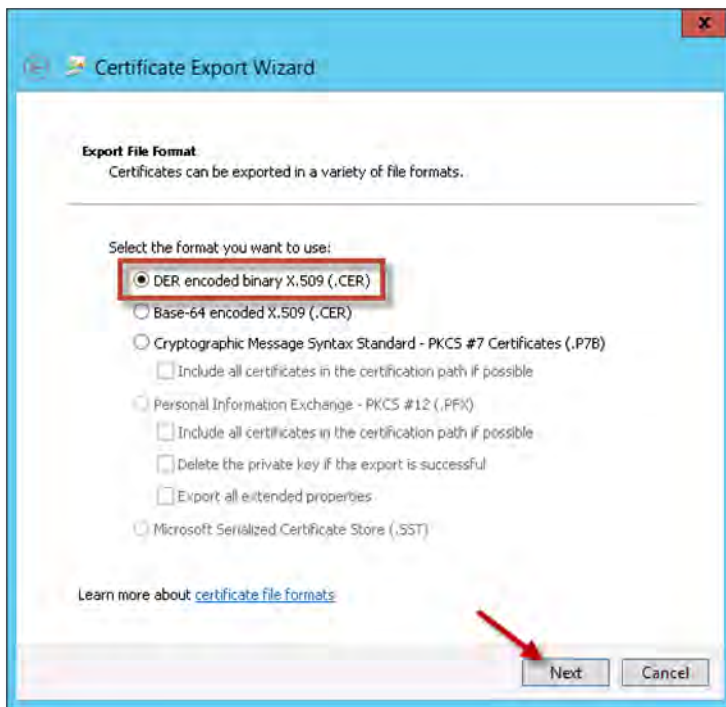 x
Certificate Export Wizard
Export File Format
Certificates can be exported in a variety of file formats.
Select the format you want to use:
DER encoded binary X.509 (.CER)
Base-64 encoded X.509 (.CER)
Cryptographic Message Syntax Standard - PKCS #7 Certificates (.P7B)
Include all certificates in the certification path if possible
Personal Information Exchange - PKCS #12 (.PFX)
Include all certificates in the certification path if possible
Delete the private key if the export is successful
Export all extended properties
Microsoft Serialized Certificate Store (.SST)
Learn more about certificate file formats
Next Cancel